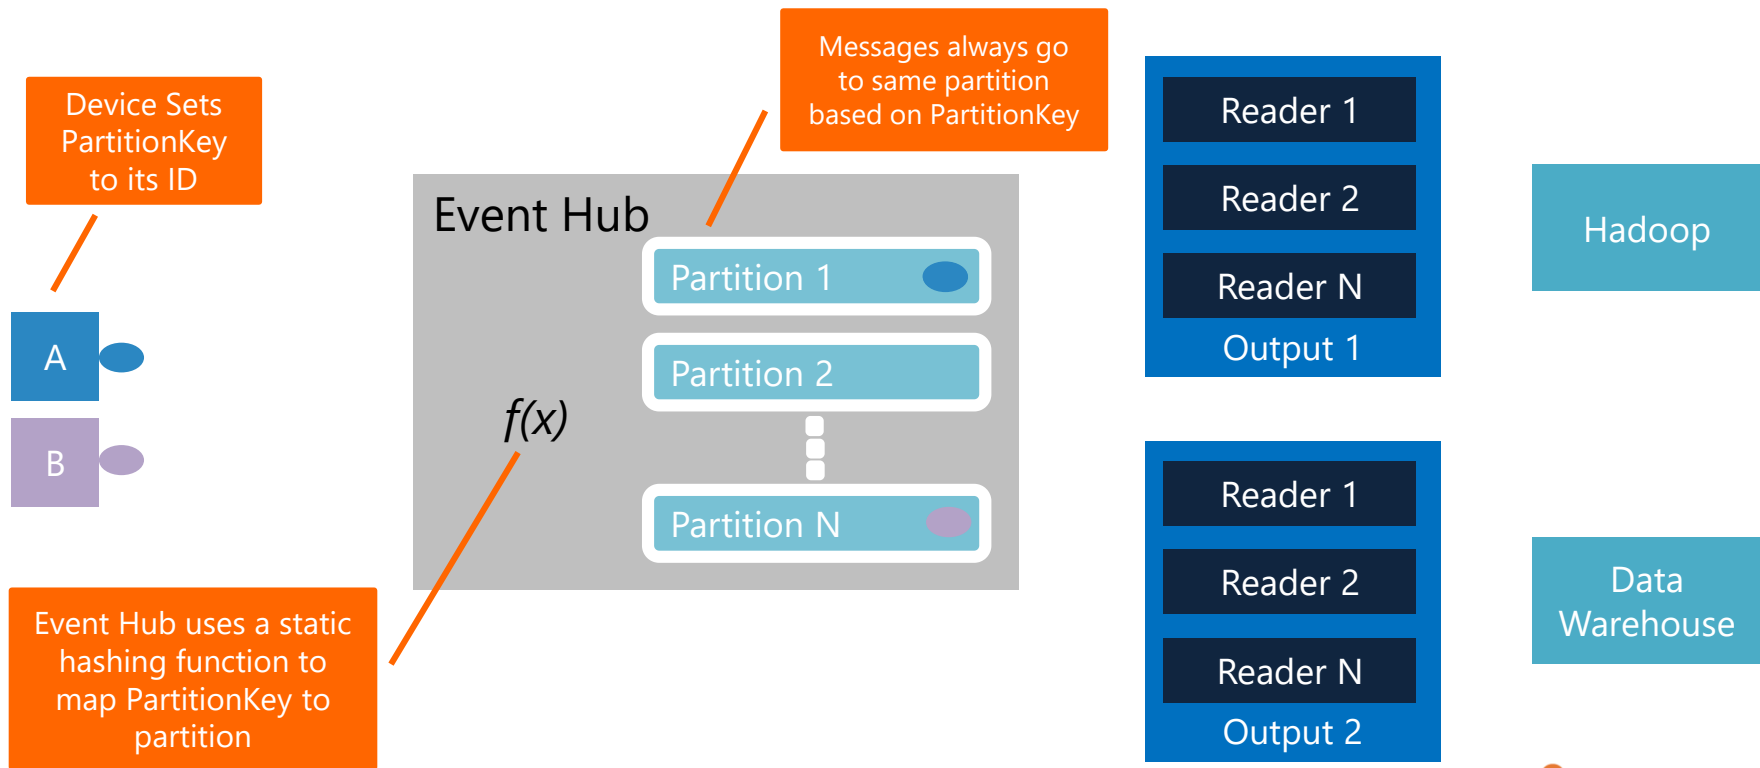 Device Sets
PartitionKey
to its ID
A
B
Event Hub uses a static
hashing function to
map PartitionKey to
partition
Event Hub
f(x)
Messages always go
to same partition
based on PartitionKey
Partition 1
Partition 2
Partition N
Reader 1
Reader 2
Reader N
Output 1
Reader 1
Reader 2
Reader N
Output 2
Hadoop
Data
Warehouse